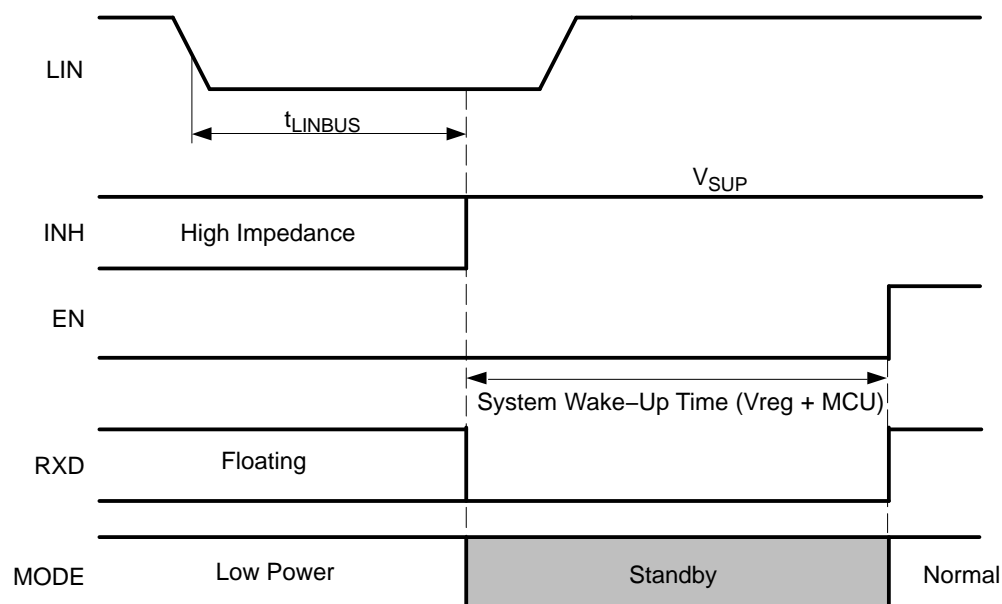 LIN
tLINBUS
VSUP
INH
High Impedance
EN
System Wake–Up Time (Vreg + MCU)
RXD
Floating
MODE
Low Power
Standby
Normal